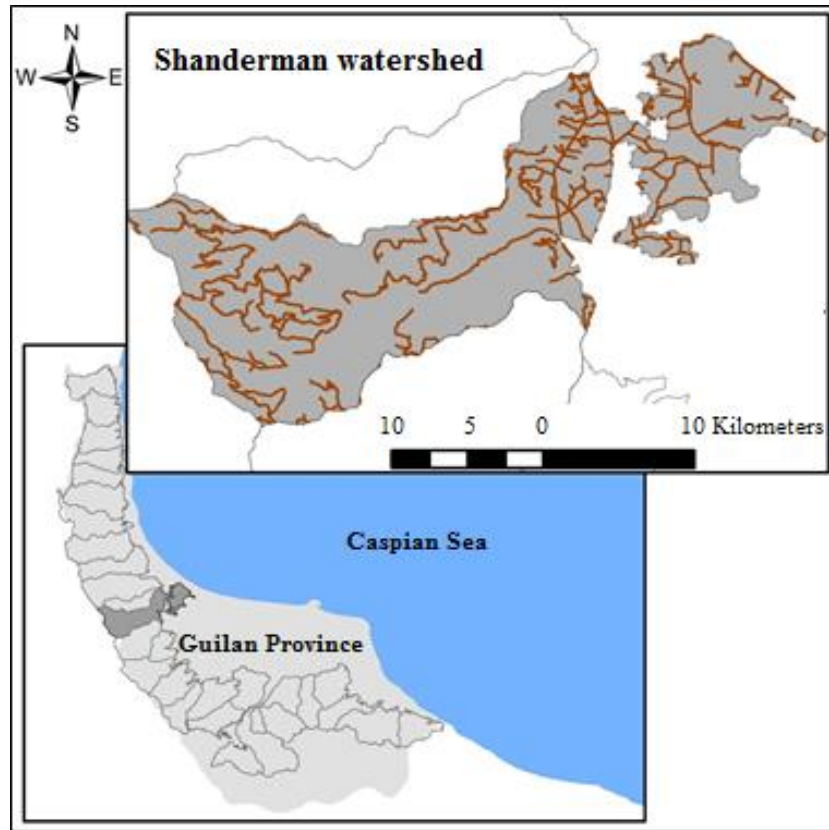 N
Shanderman watershed
W E
S
10 5 0 10 Kilometers
Caspian Sea
Guilan Province